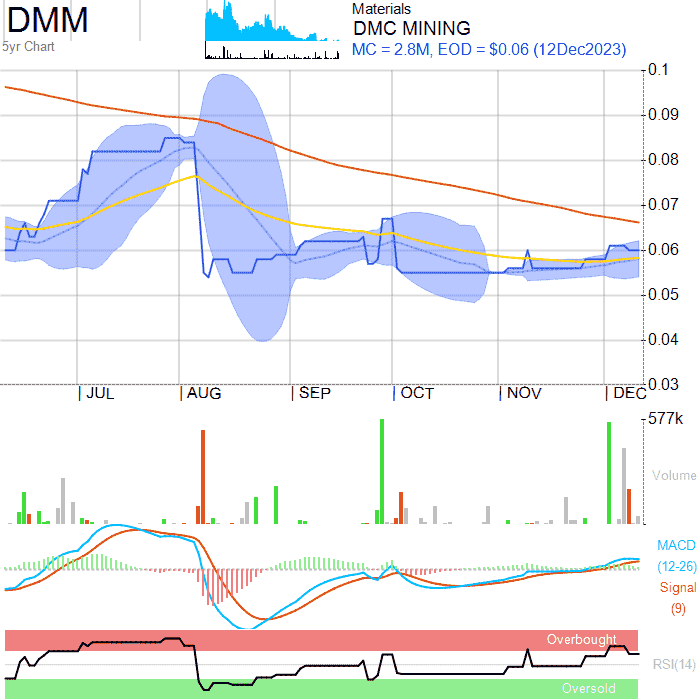 DMM
5yr Chart
Materials
DMC MINING
MC = 2.8M, EOD = $0.06 (12Dec2023)
0.1
0.09
0.08
0.07
0.06
0.05
0.04
0.03
JUL AUG SEP OCT NOV DEC
577k
Volume
MACD
(12-26)
Signal
(9)
Overbought
RSI(14)
Oversold